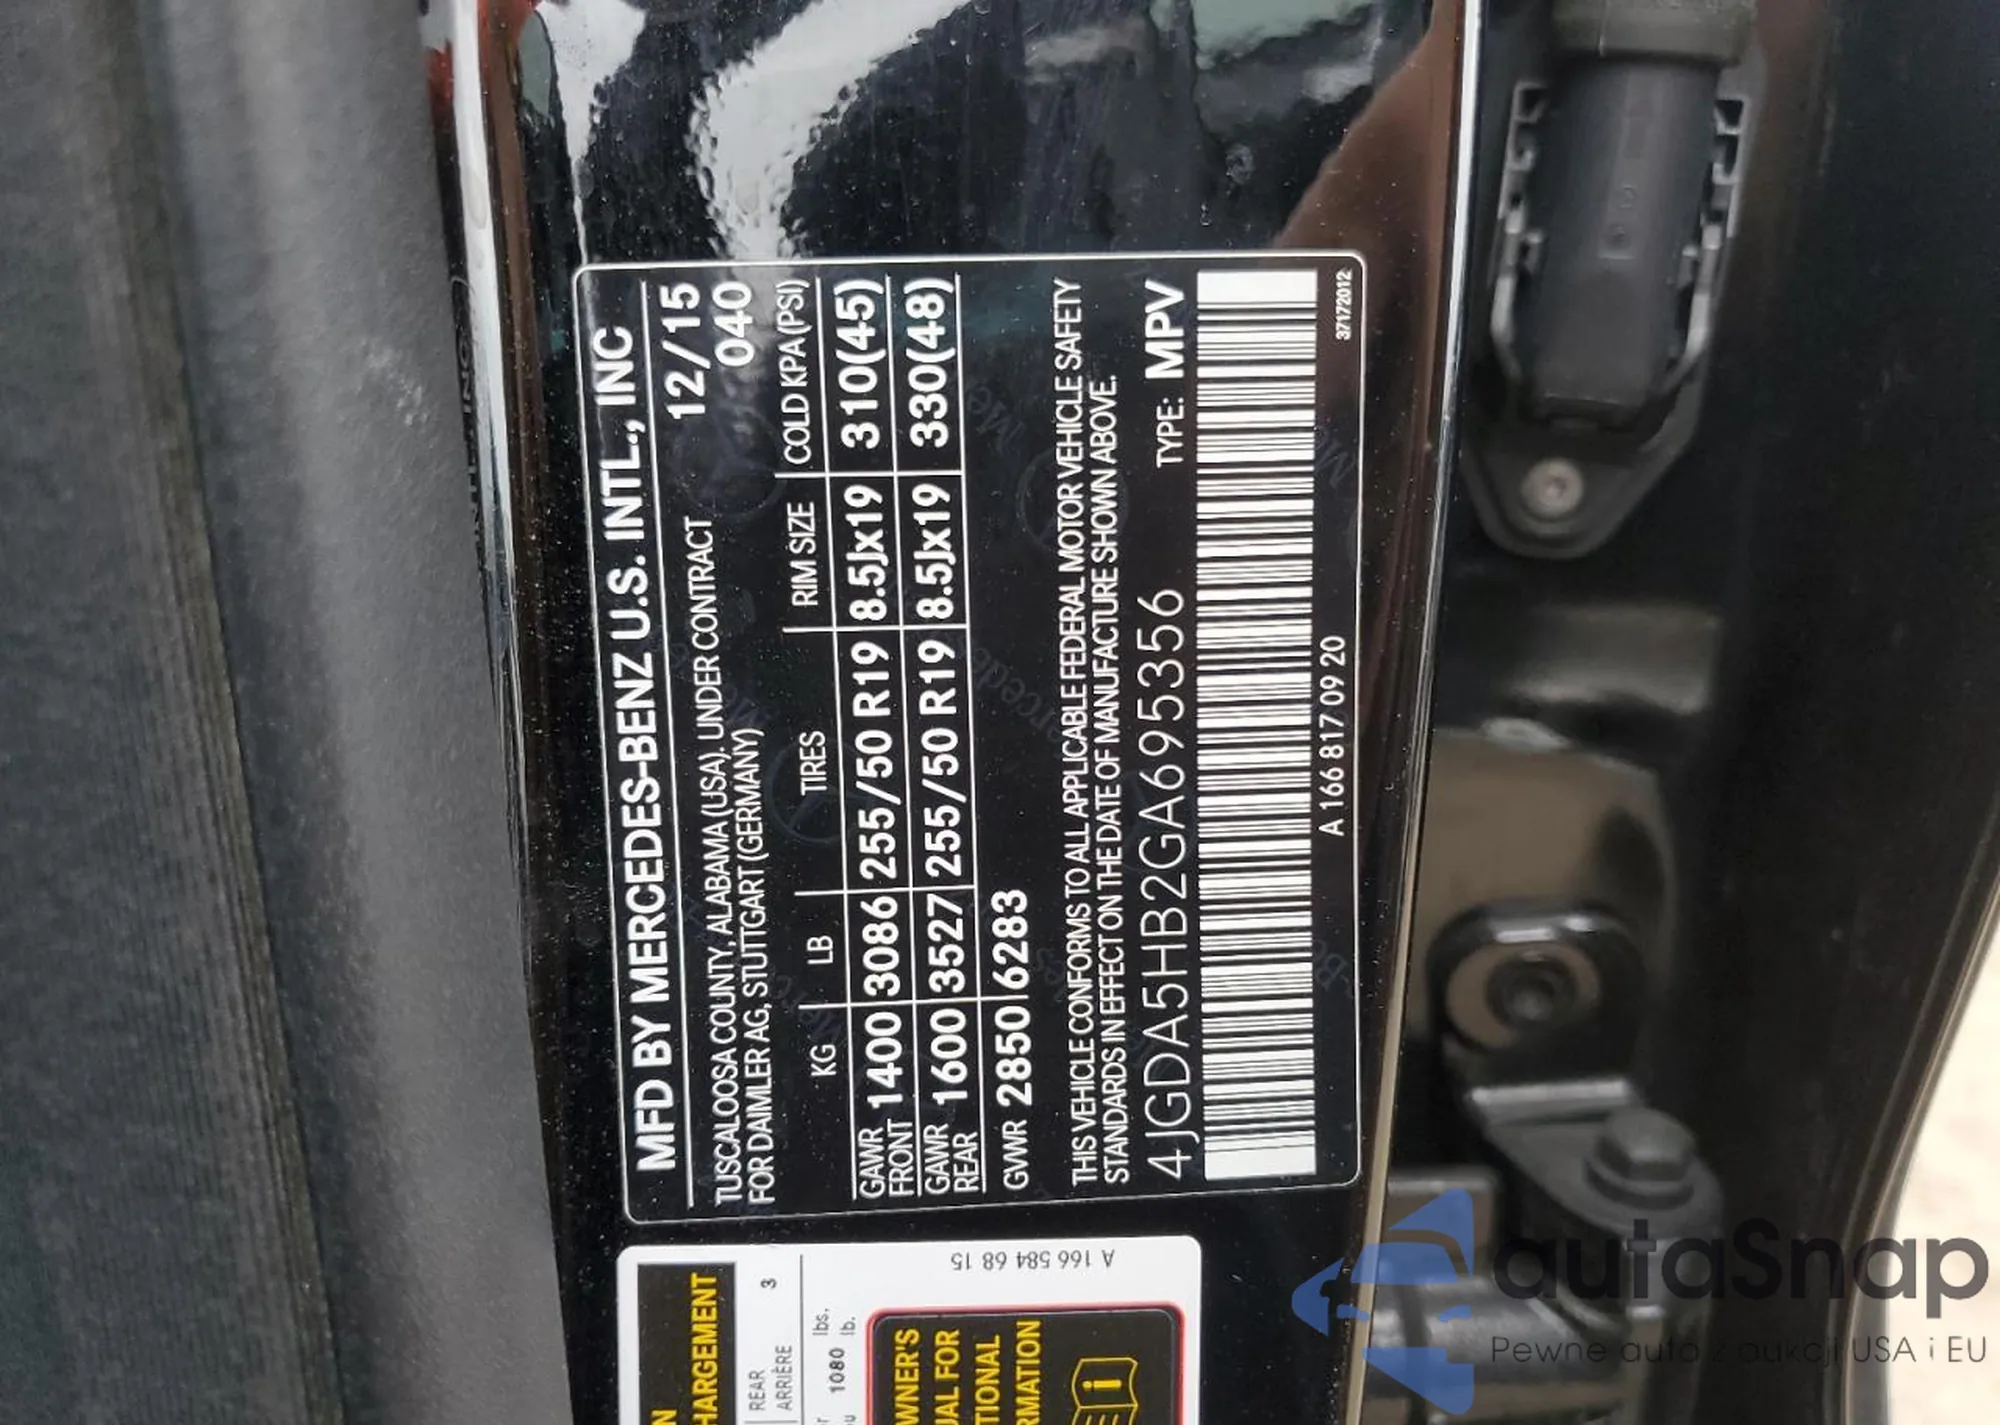 MFD BY MERCEDES-BENZ U.S. INTL., INC
TUSCALOOSA COUNTY, ALABAMA (USA). UNDER CONTRACT 12/15
FOR DAIMLER AG, STUTTGART (GERMANY) 040
KG LB TIRES RIM SIZE COLD KPA (PSI)
GAWR FRONT 1400 3086 255/50 R19 8.5Jx19 310(45)
GAWR REAR 1600 3527 255/50 R19 8.5Jx19 330(48)
GWR 2850 6283
THIS VEHICLE CONFORMS TO ALL APPLICABLE FEDERAL MOTOR VEHICLE SAFETY
STANDARDS IN EFFECT ON THE DATE OF MANUFACTURE SHOWN ABOVE.
4JGDA5HB2GA695356 TYPE: MPV
A 166 817 09 20
37172012
A 166 584 68 15
HARGEMENT
REAR 3
ARRIÈRE
1080 lbs.
lb.
WNER'S
UAL FOR
TIONAL
RMATION
i
autaSnap
Pewne auta z aukcji USA i EU